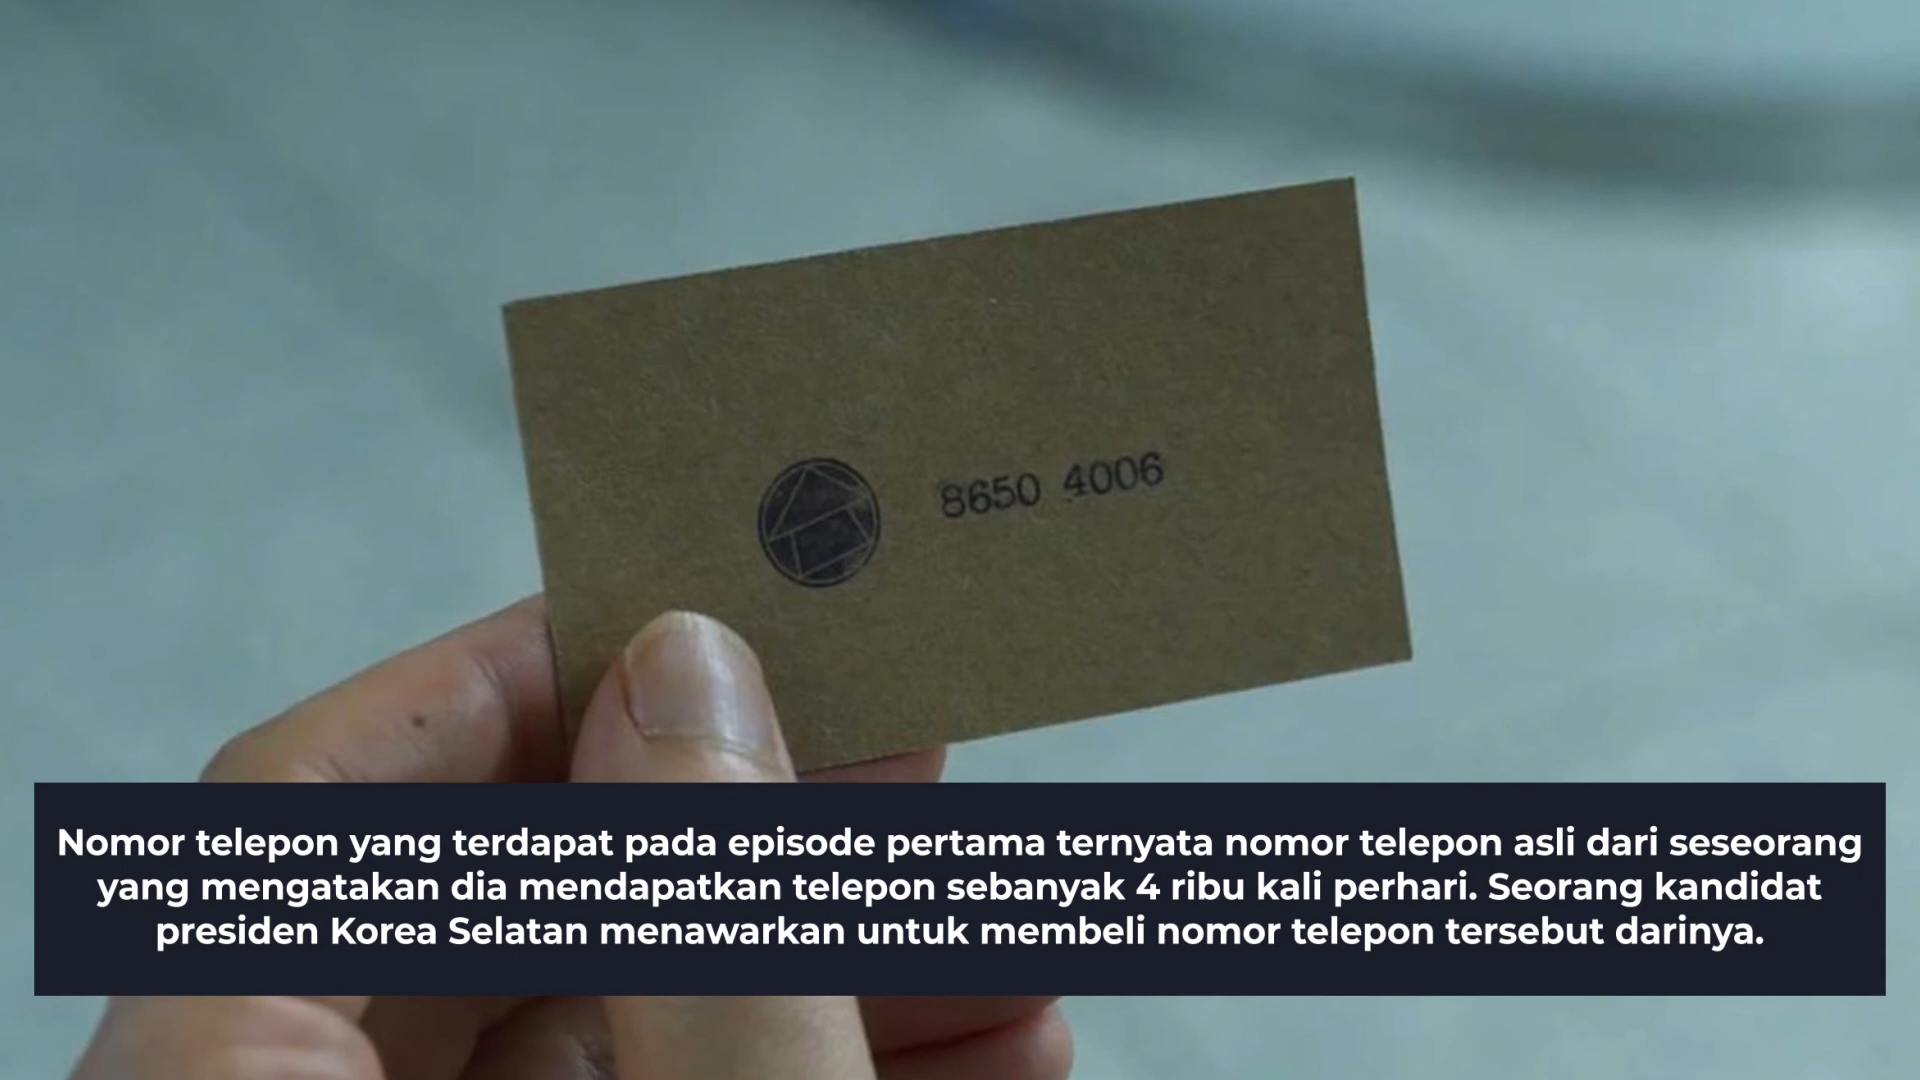 8650 4006
Nomor telepon yang terdapat pada episode pertama ternyata nomor telepon asli dari seseorang
yang mengatakan dia mendapatkan telepon sebanyak 4 ribu kali perhari. Seorang kandidat
presiden Korea Selatan menawarkan untuk membeli nomor telepon tersebut darinya.